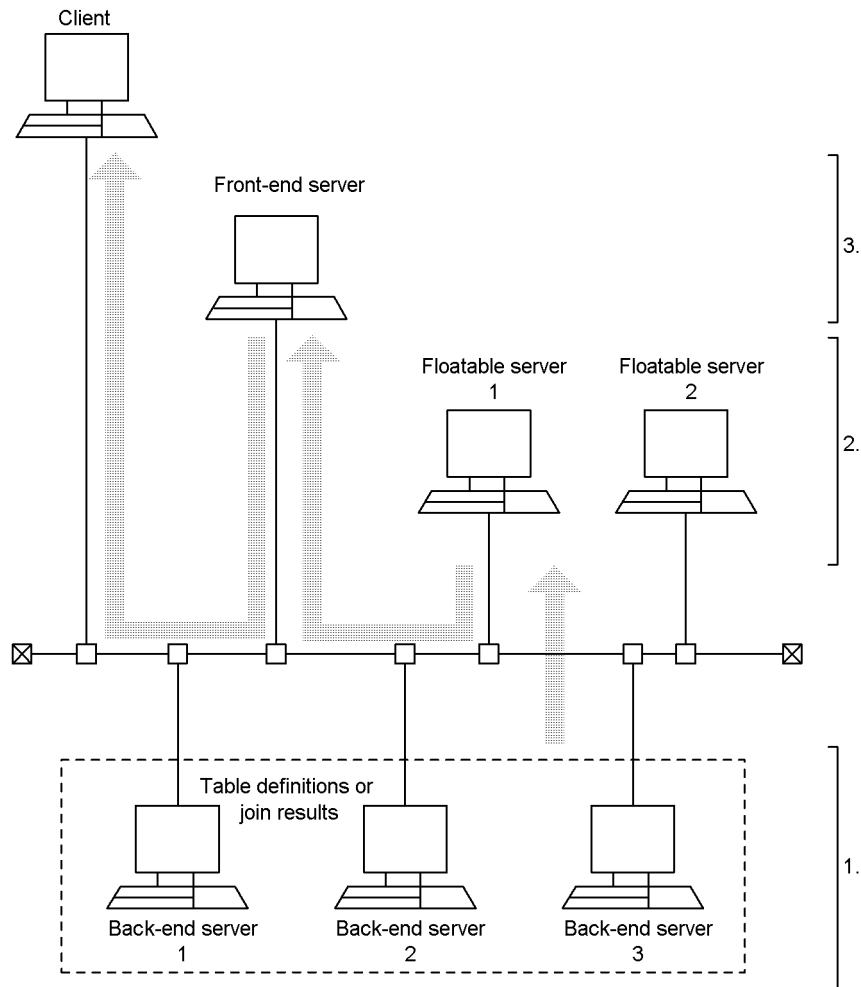 Client
Front-end server
3.
Floatable server
1
Floatable server
2
2.
Table definitions or
join results
1.
Back-end server
1
Back-end server
2
Back-end server
3